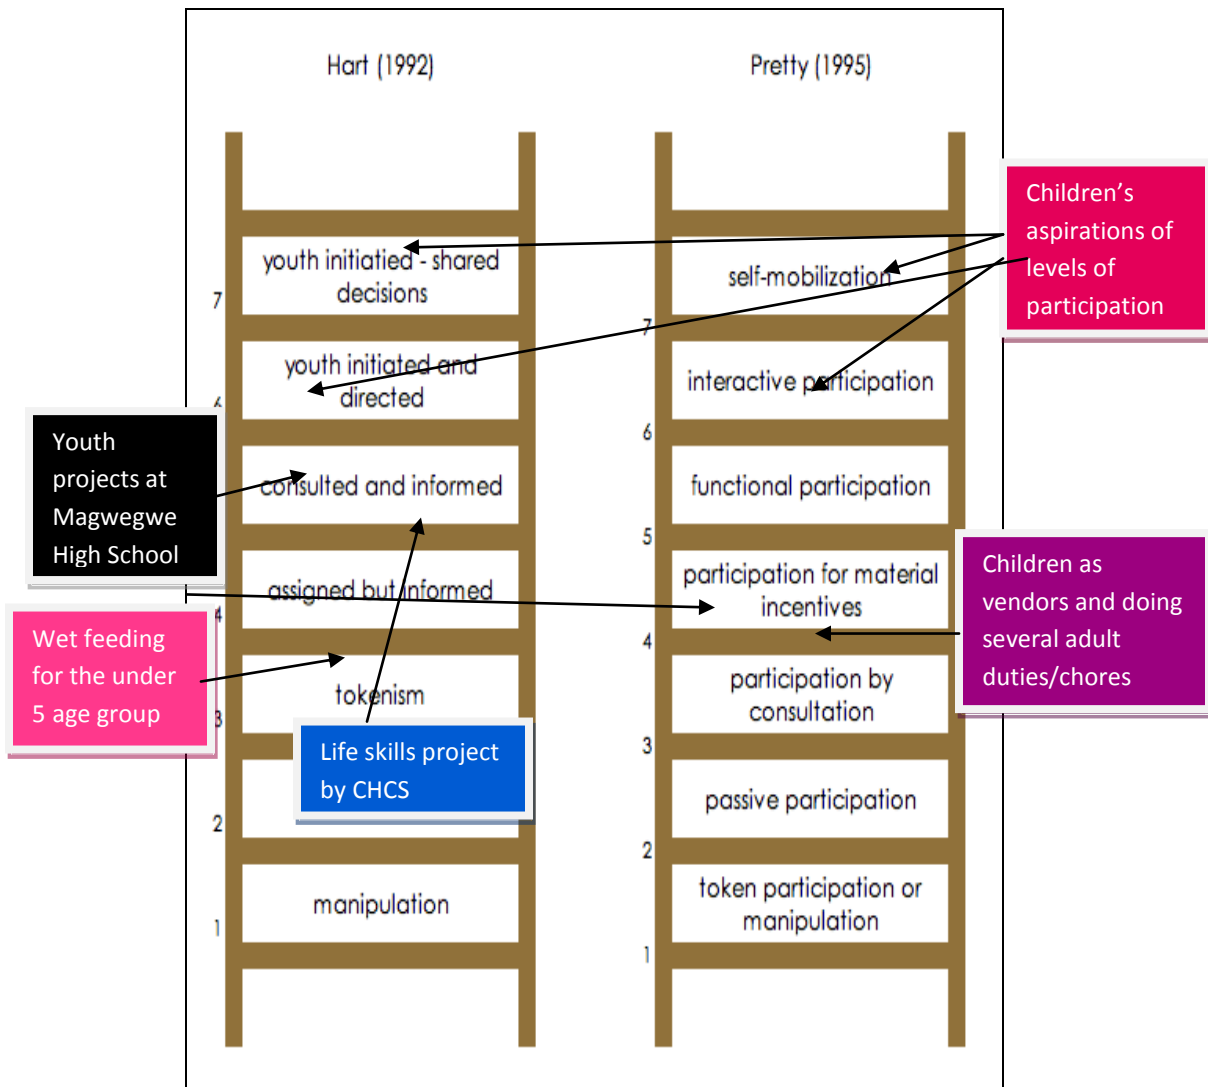 Hart (1992)
Pretty (1995)
youth initiatied - shared
decisions
7
youth initiated and
directed
6
consulted and informed
assigned but informed
4
tokenism
3
2
manipulation
1
self-mobilization
7
interactive participation
6
functional participation
5
participation for material
incentives
4
participation by
consultation
3
passive participation
2
token participation or
manipulation
1
Children’s
aspirations of
levels of
participation
Youth
projects at
Magwegwe
High School
Wet feeding
for the under
5 age group
Life skills project
by CHCS
Children as
vendors and doing
several adult
duties/chores